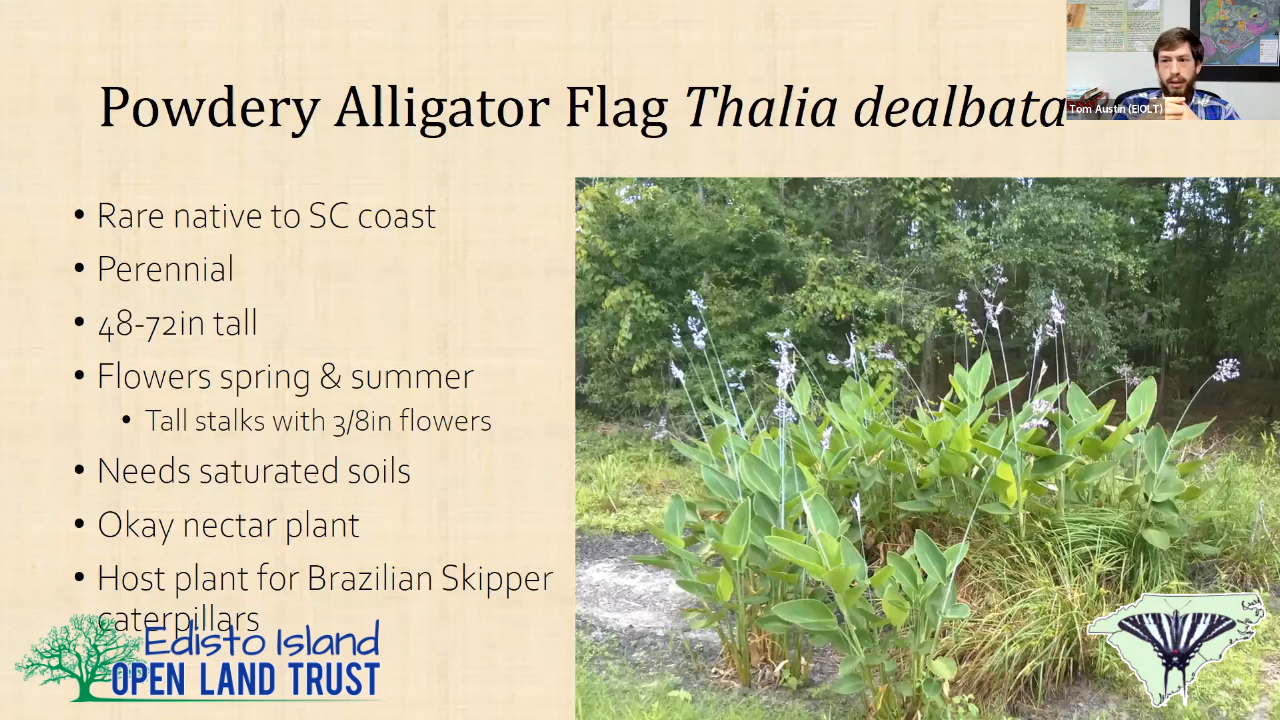 Powdery Alligator Flag Thalia dealbata
Tom Austin (EIOLT)
• Rare native to SC coast
• Perennial
• 48-72in tall
• Flowers spring & summer
• Tall stalks with 3/8in flowers
• Needs saturated soils
• Okay nectar plant
• Host plant for Brazilian Skipper
caterpillars
Edisto Island
OPEN LAND TRUST